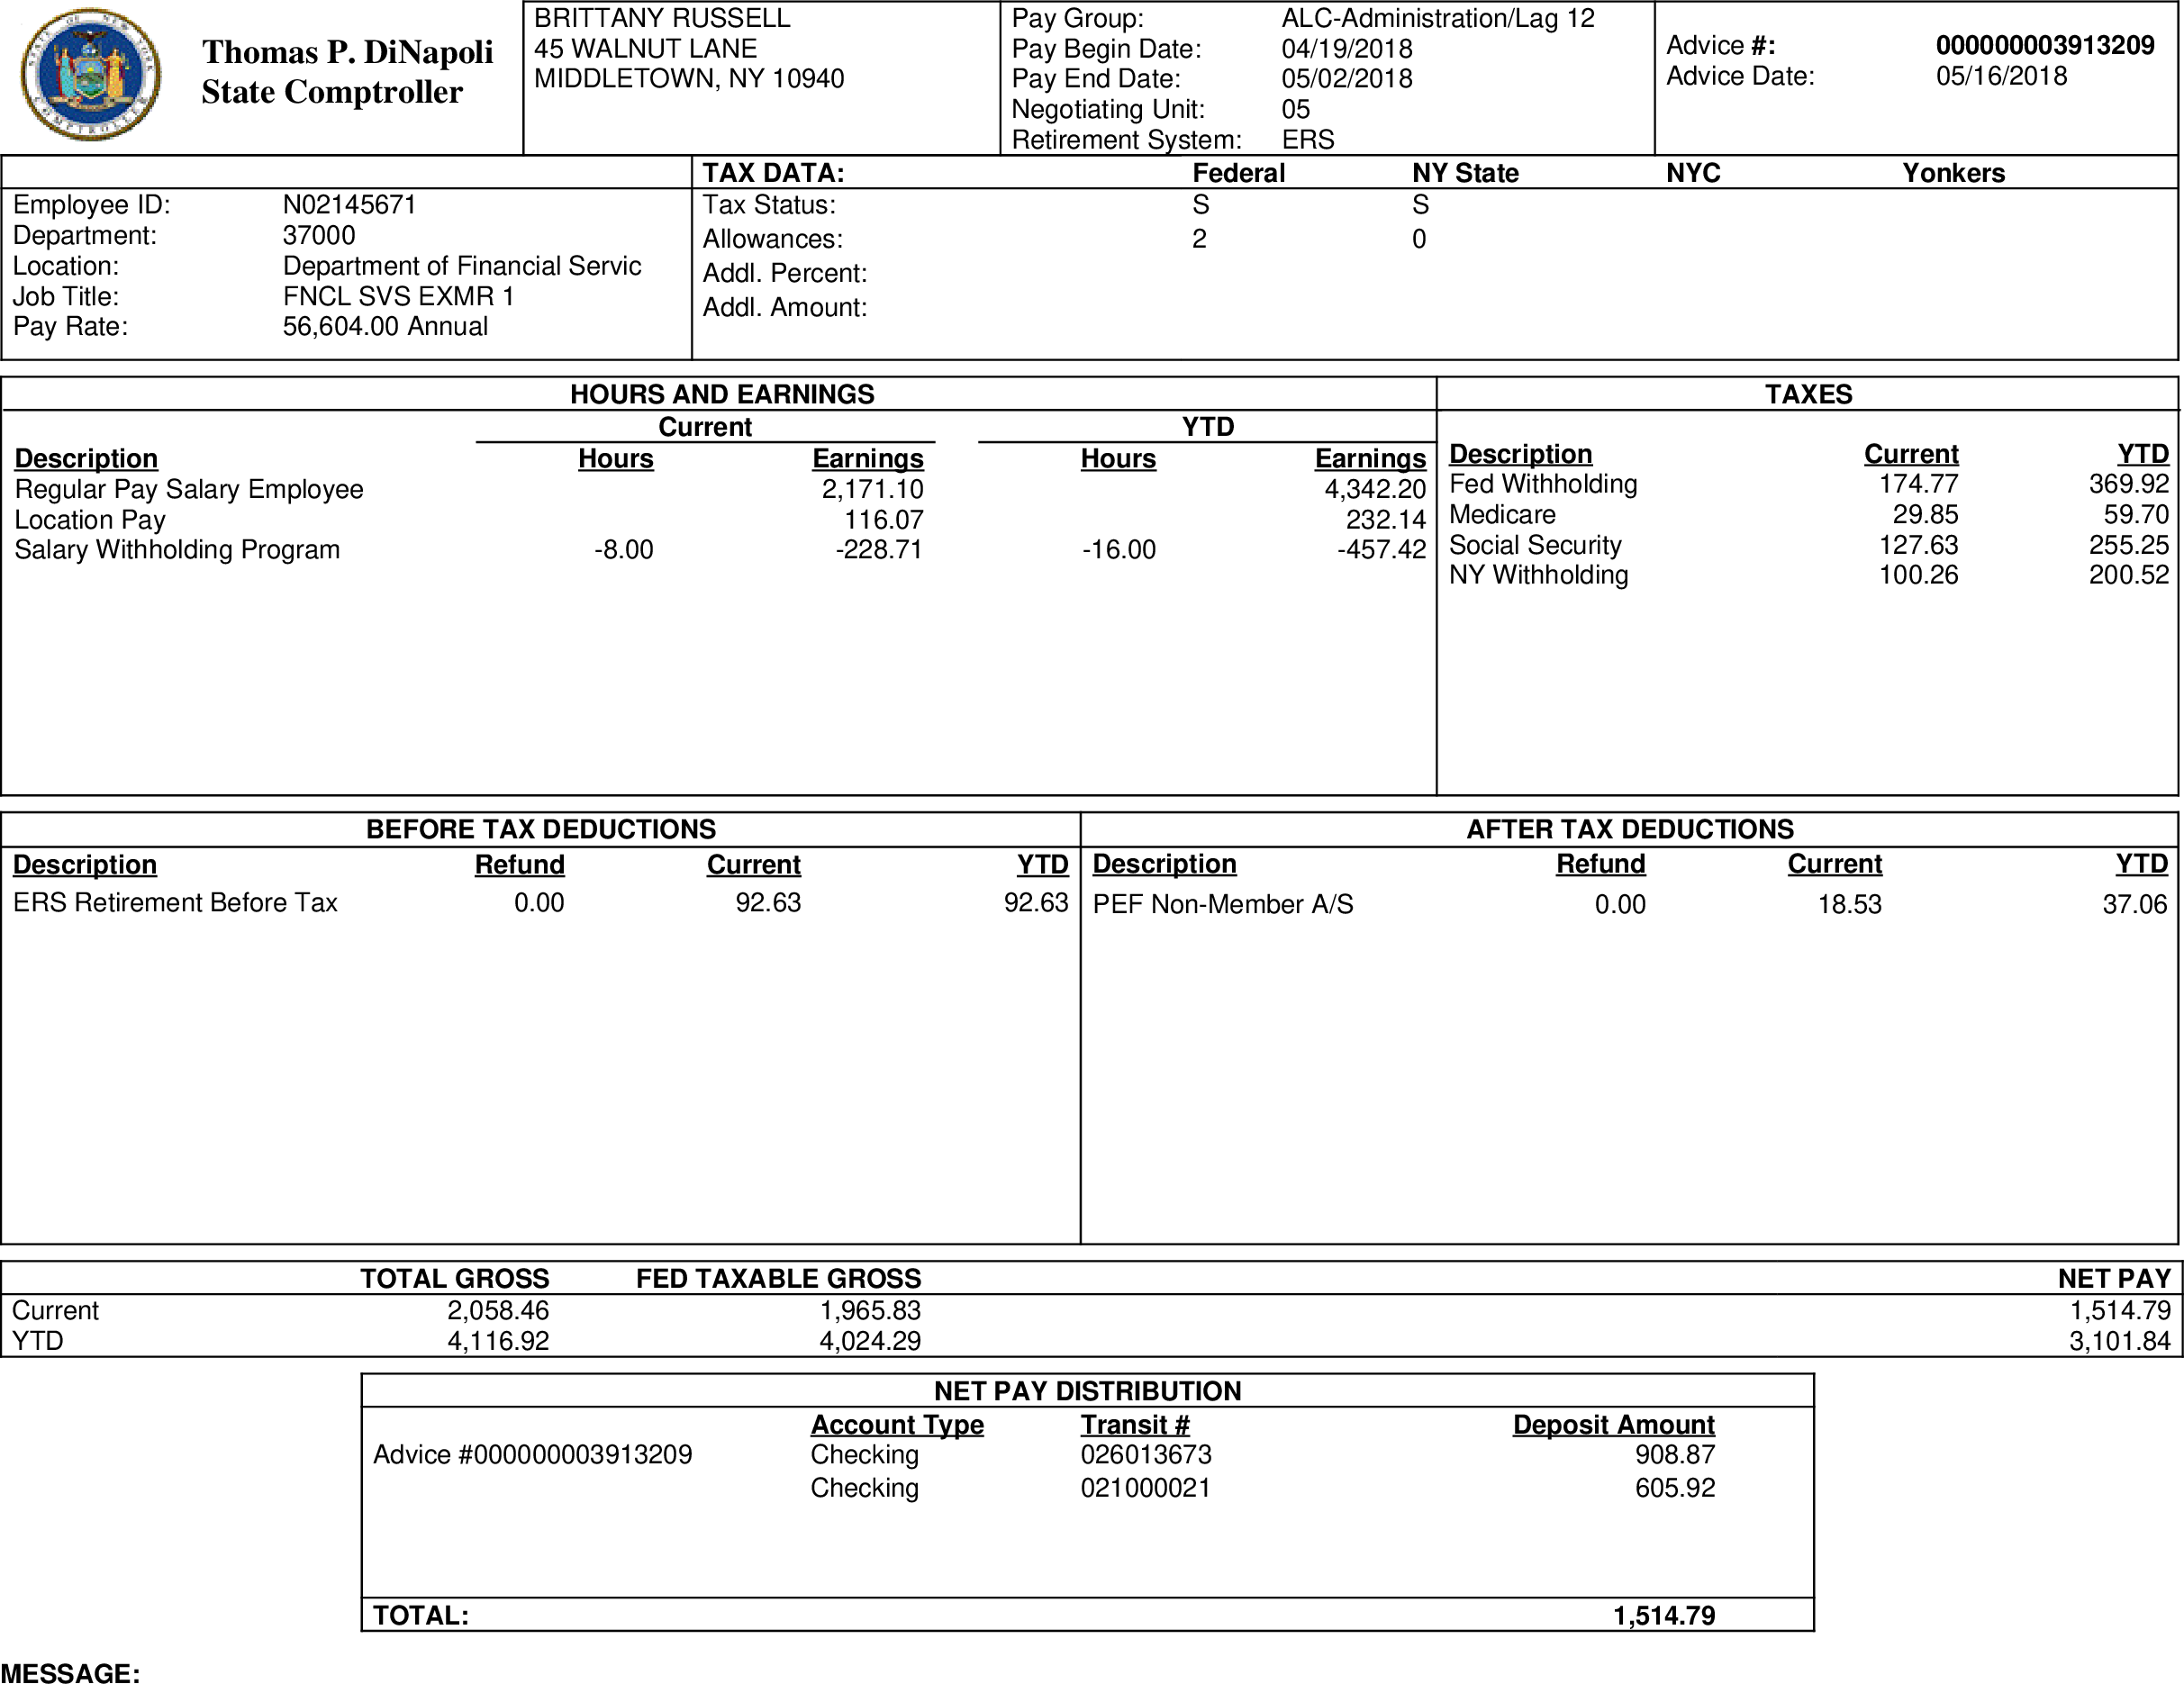 Thomas P. DiNapoli
State Comptroller
BRITTANY RUSSELL
45 WALNUT LANE
MIDDLETOWN, NY 10940
Pay Group: ALC-Administration/Lag 12
Pay Begin Date: 04/19/2018
Pay End Date: 05/02/2018
Negotiating Unit: 05
Retirement System: ERS
Advice #: 000000003913209
Advice Date: 05/16/2018
Employee ID: N02145671
Department: 37000
Location: Department of Financial Servic
Job Title: FNCL SVS EXMR 1
Pay Rate: 56,604.00 Annual
TAX DATA: Federal NY State NYC Yonkers
Tax Status: S S
Allowances: 2 0
Addl. Percent:
Addl. Amount:
HOURS AND EARNINGS
Current YTD
Description Hours Earnings Hours Earnings
Regular Pay Salary Employee 2,171.10 4,342.20
Location Pay 116.07 232.14
Salary Withholding Program -8.00 -228.71 -16.00 -457.42
TAXES
Description Current YTD
Fed Withholding 174.77 369.92
Medicare 29.85 59.70
Social Security 127.63 255.25
NY Withholding 100.26 200.52
BEFORE TAX DEDUCTIONS
Description Refund Current YTD
ERS Retirement Before Tax 0.00 92.63 92.63
AFTER TAX DEDUCTIONS
Description Refund Current YTD
PEF Non-Member A/S 0.00 18.53 37.06
TOTAL GROSS FED TAXABLE GROSS NET PAY
Current 2,058.46 1,965.83 1,514.79
YTD 4,116.92 4,024.29 3,101.84
NET PAY DISTRIBUTION
Account Type Transit # Deposit Amount
Advice #000000003913209 Checking 026013673 908.87
Checking 021000021 605.92
TOTAL: 1,514.79
MESSAGE: